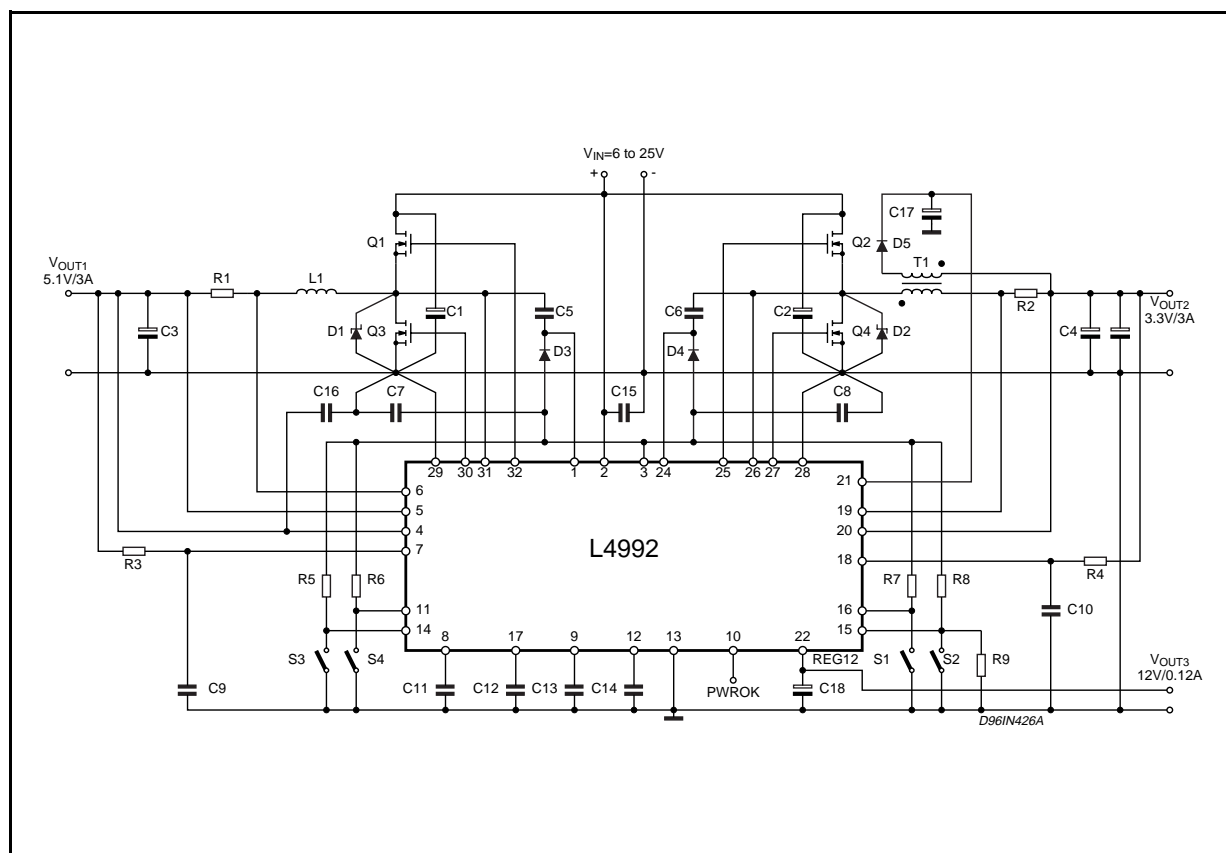 VIN=6 to 25V
+ -
C17
Q1 Q2 D5
VOUT1
5.1V/3A
T1
R1 L1
R2
VOUT2
3.3V/3A
C3 D1 Q3 C1 C5 C6 C2 Q4 D2 C4
D3 D4
C16 C7 C15 C8
29 30 31 32 1 2 3 24 25 26 27 28
6
5
4
7
21
19
20
18
L4992
R3
R4
R5 R6 R7 R8
C10
11
14
16
15
8 17 9 12 13 10 22
REG12
S3 S4 S1 S2 R9
C9 C11 C12 C13 C14 PWROK C18
VOUT3
12V/0.12A
D96IN426A